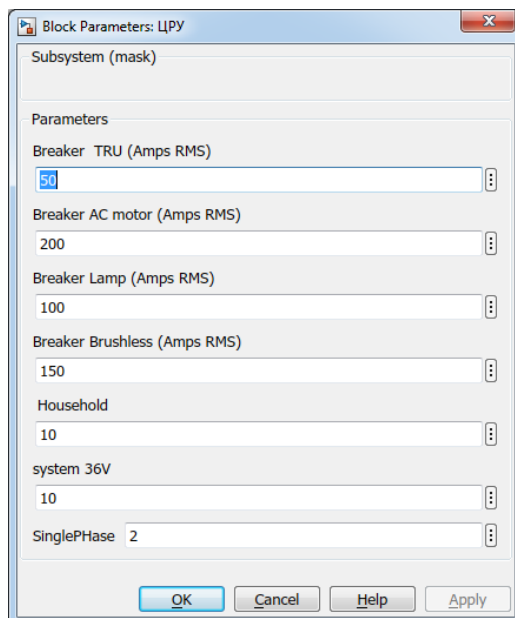 Block Parameters: ЦРУ
Subsystem (mask)
Parameters
Breaker TRU (Amps RMS)
50
Breaker AC motor (Amps RMS)
200
Breaker Lamp (Amps RMS)
100
Breaker Brushless (Amps RMS)
150
Household
10
system 36V
10
SinglePHase 2
OK Cancel Help Apply